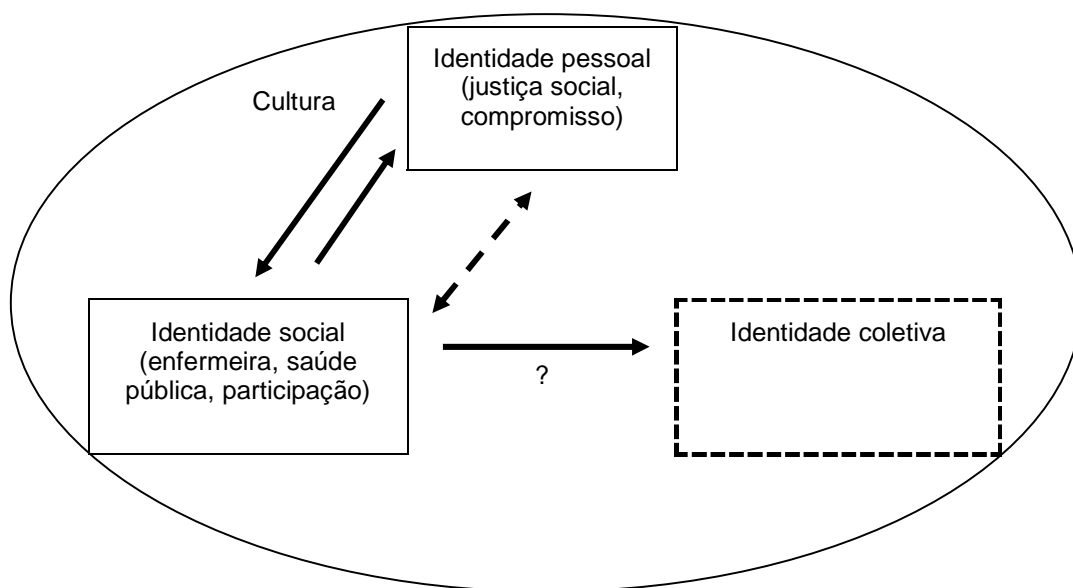 Identidade pessoal
(justiça social,
compromisso)
Cultura
Identidade social
(enfermeira, saúde
pública, participação)
Identidade coletiva
?